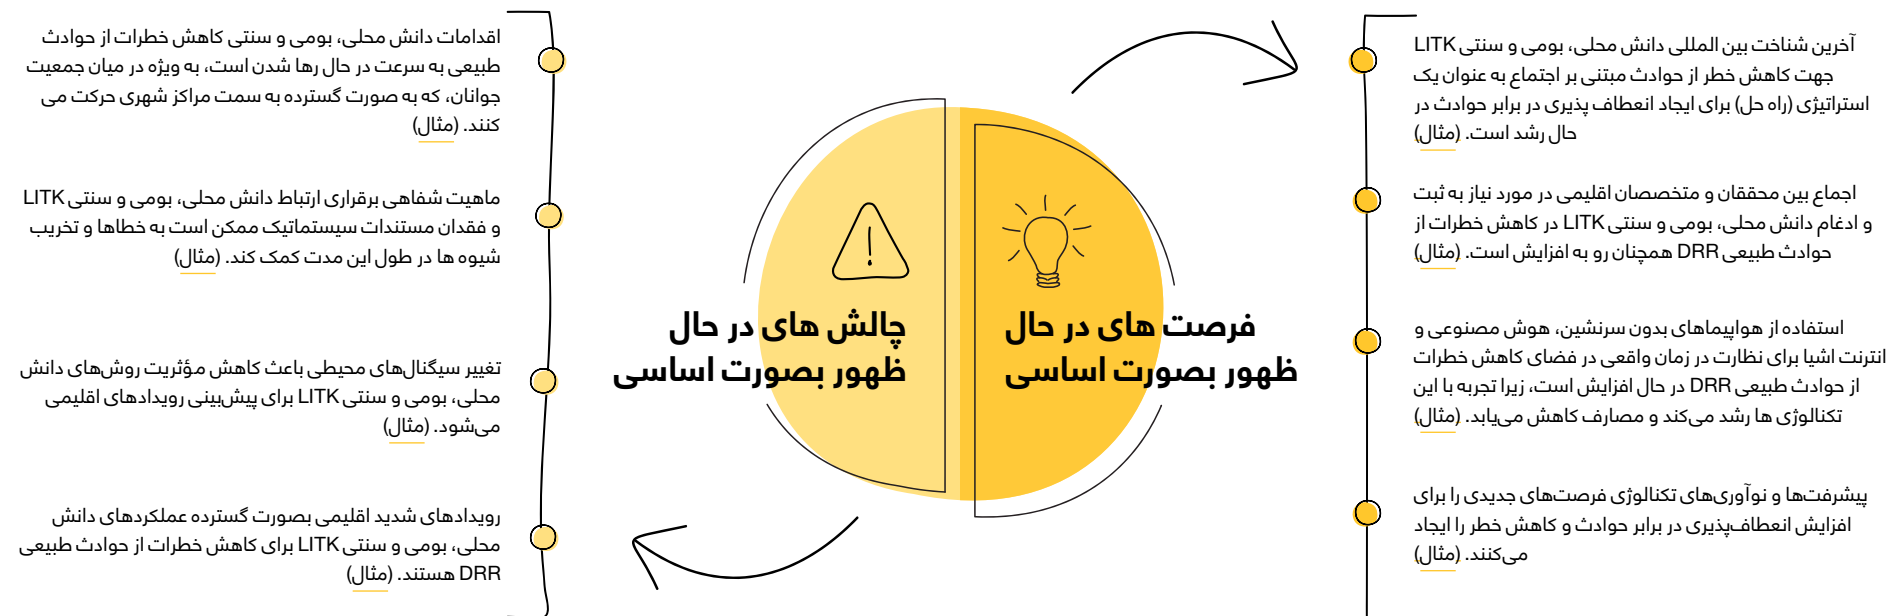 آخرین شناخت بین المللی دانش محلی، بومی و سنتی LITK
جهت کاهش خطر از حوادث مبتنی بر اجتماع به عنوان یک
استراتیژی (راه حل) برای ایجاد انعطاف پذیری در برابر حوادث در
حال رشد است. (مثال)
اجماع بین محققان و متخصصان اقلیمی در مورد نیاز به ثبت
و ادغام دانش محلی، بومی و سنتی LITK در کاهش خطرات از
حوادث طبیعی DRR همچنان رو به افزایش است. (مثال)
استفاده از هواپیماهای بدون سرنشین، هوش مصنوعی و
انترنت اشیا برای نظارت در زمان واقعی در فضای کاهش خطرات
از حوادث طبیعی DRR در حال افزایش است، زیرا تجربه با این
تکنالوژی ها رشد می‌کند و مصارف کاهش می‌یابد. (مثال)
پیشرفت‌ها و نوآوری‌های تکنالوژی فرصت‌های جدیدی را برای
افزایش انعطاف‌پذیری در برابر حوادث و کاهش خطر را ایجاد
می‌کنند. (مثال)
فرصت های در حال
ظهور بصورت اساسی
چالش های در حال
ظهور بصورت اساسی
اقدامات دانش محلی، بومی و سنتی کاهش خطرات از حوادث
طبیعی به سرعت در حال رها شدن است، به ویژه در میان جمعیت
جوانان، که به صورت گسترده به سمت مراکز شهری حرکت می
کنند. (مثال)
ماهیت شفاهی برقراری ارتباط دانش محلی، بومی و سنتی LITK
و فقدان مستندات سیستماتیک ممکن است به خطاها و تخریب
شیوه ها در طول این مدت کمک کند. (مثال)
تغییر سیگنال‌های محیطی باعث کاهش مؤثریت روش‌های دانش
محلی، بومی و سنتی LITK برای پیش‌بینی رویدادهای اقلیمی
می‌شود. (مثال)
رویدادهای شدید اقلیمی بصورت گسترده عملکردهای دانش
محلی، بومی و سنتی LITK برای کاهش خطرات از حوادث طبیعی
DRR هستند. (مثال)